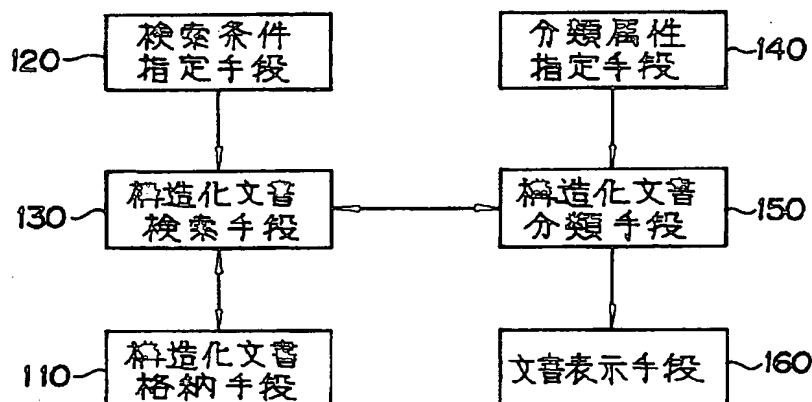 120
検索条件
指定手段
分類属性
指定手段
140
130
構造化文書
検索手段
構造化文書
分類手段
150
110
構造化文書
格納手段
文書表示手段
160